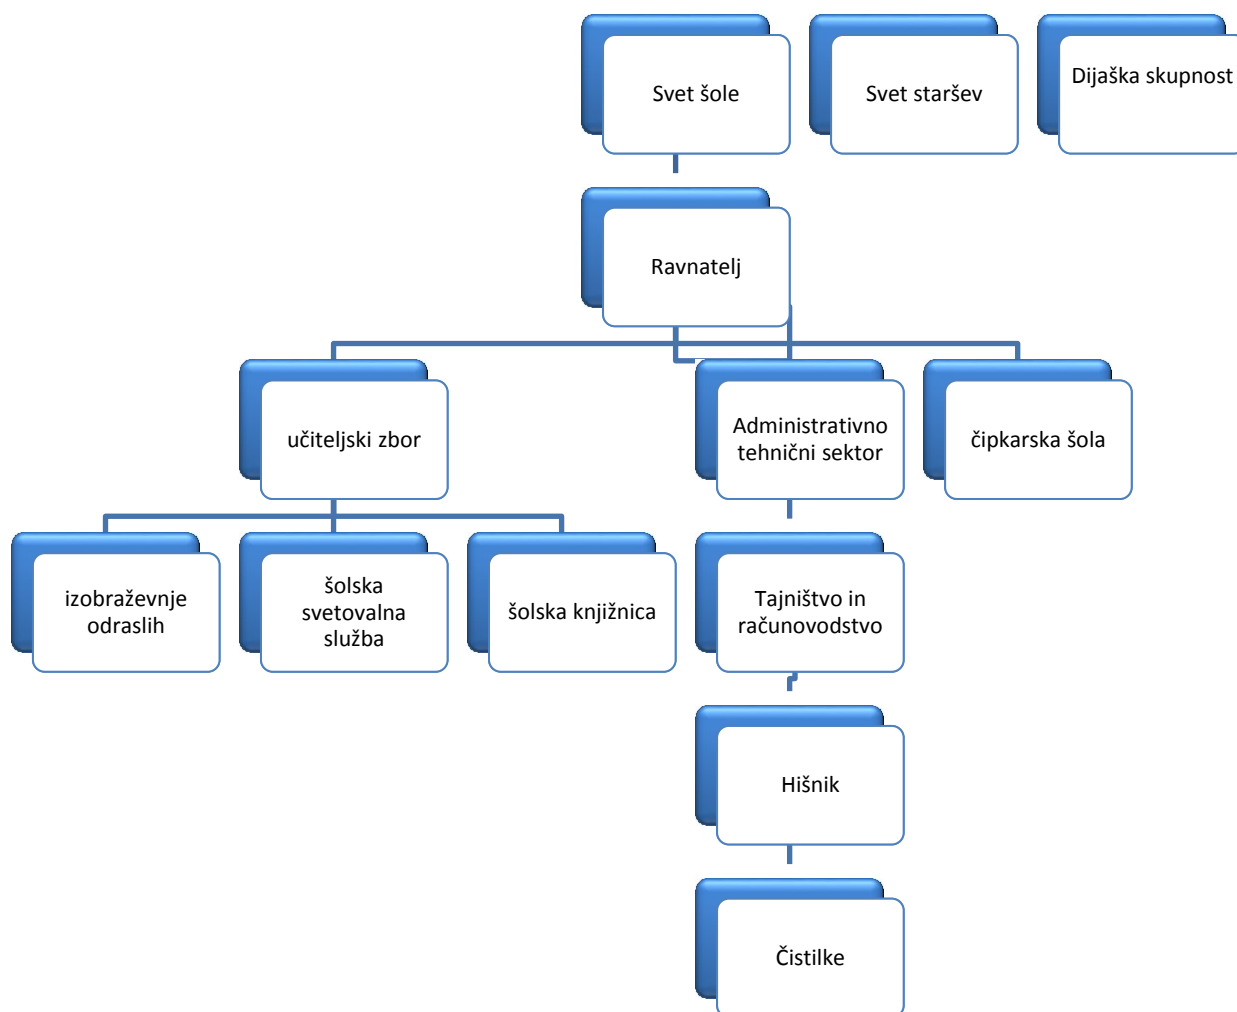 Svet šole
Svet staršev
Dijaška skupnost
Ravnatelj
učiteljski zbor
Administrativno
tehnični sektor
čipkarska šola
izobraževnje
odraslih
šolska
svetovalna
služba
šolska knjižnica
Tajništvo in
računovodstvo
Hišnik
Čistilke